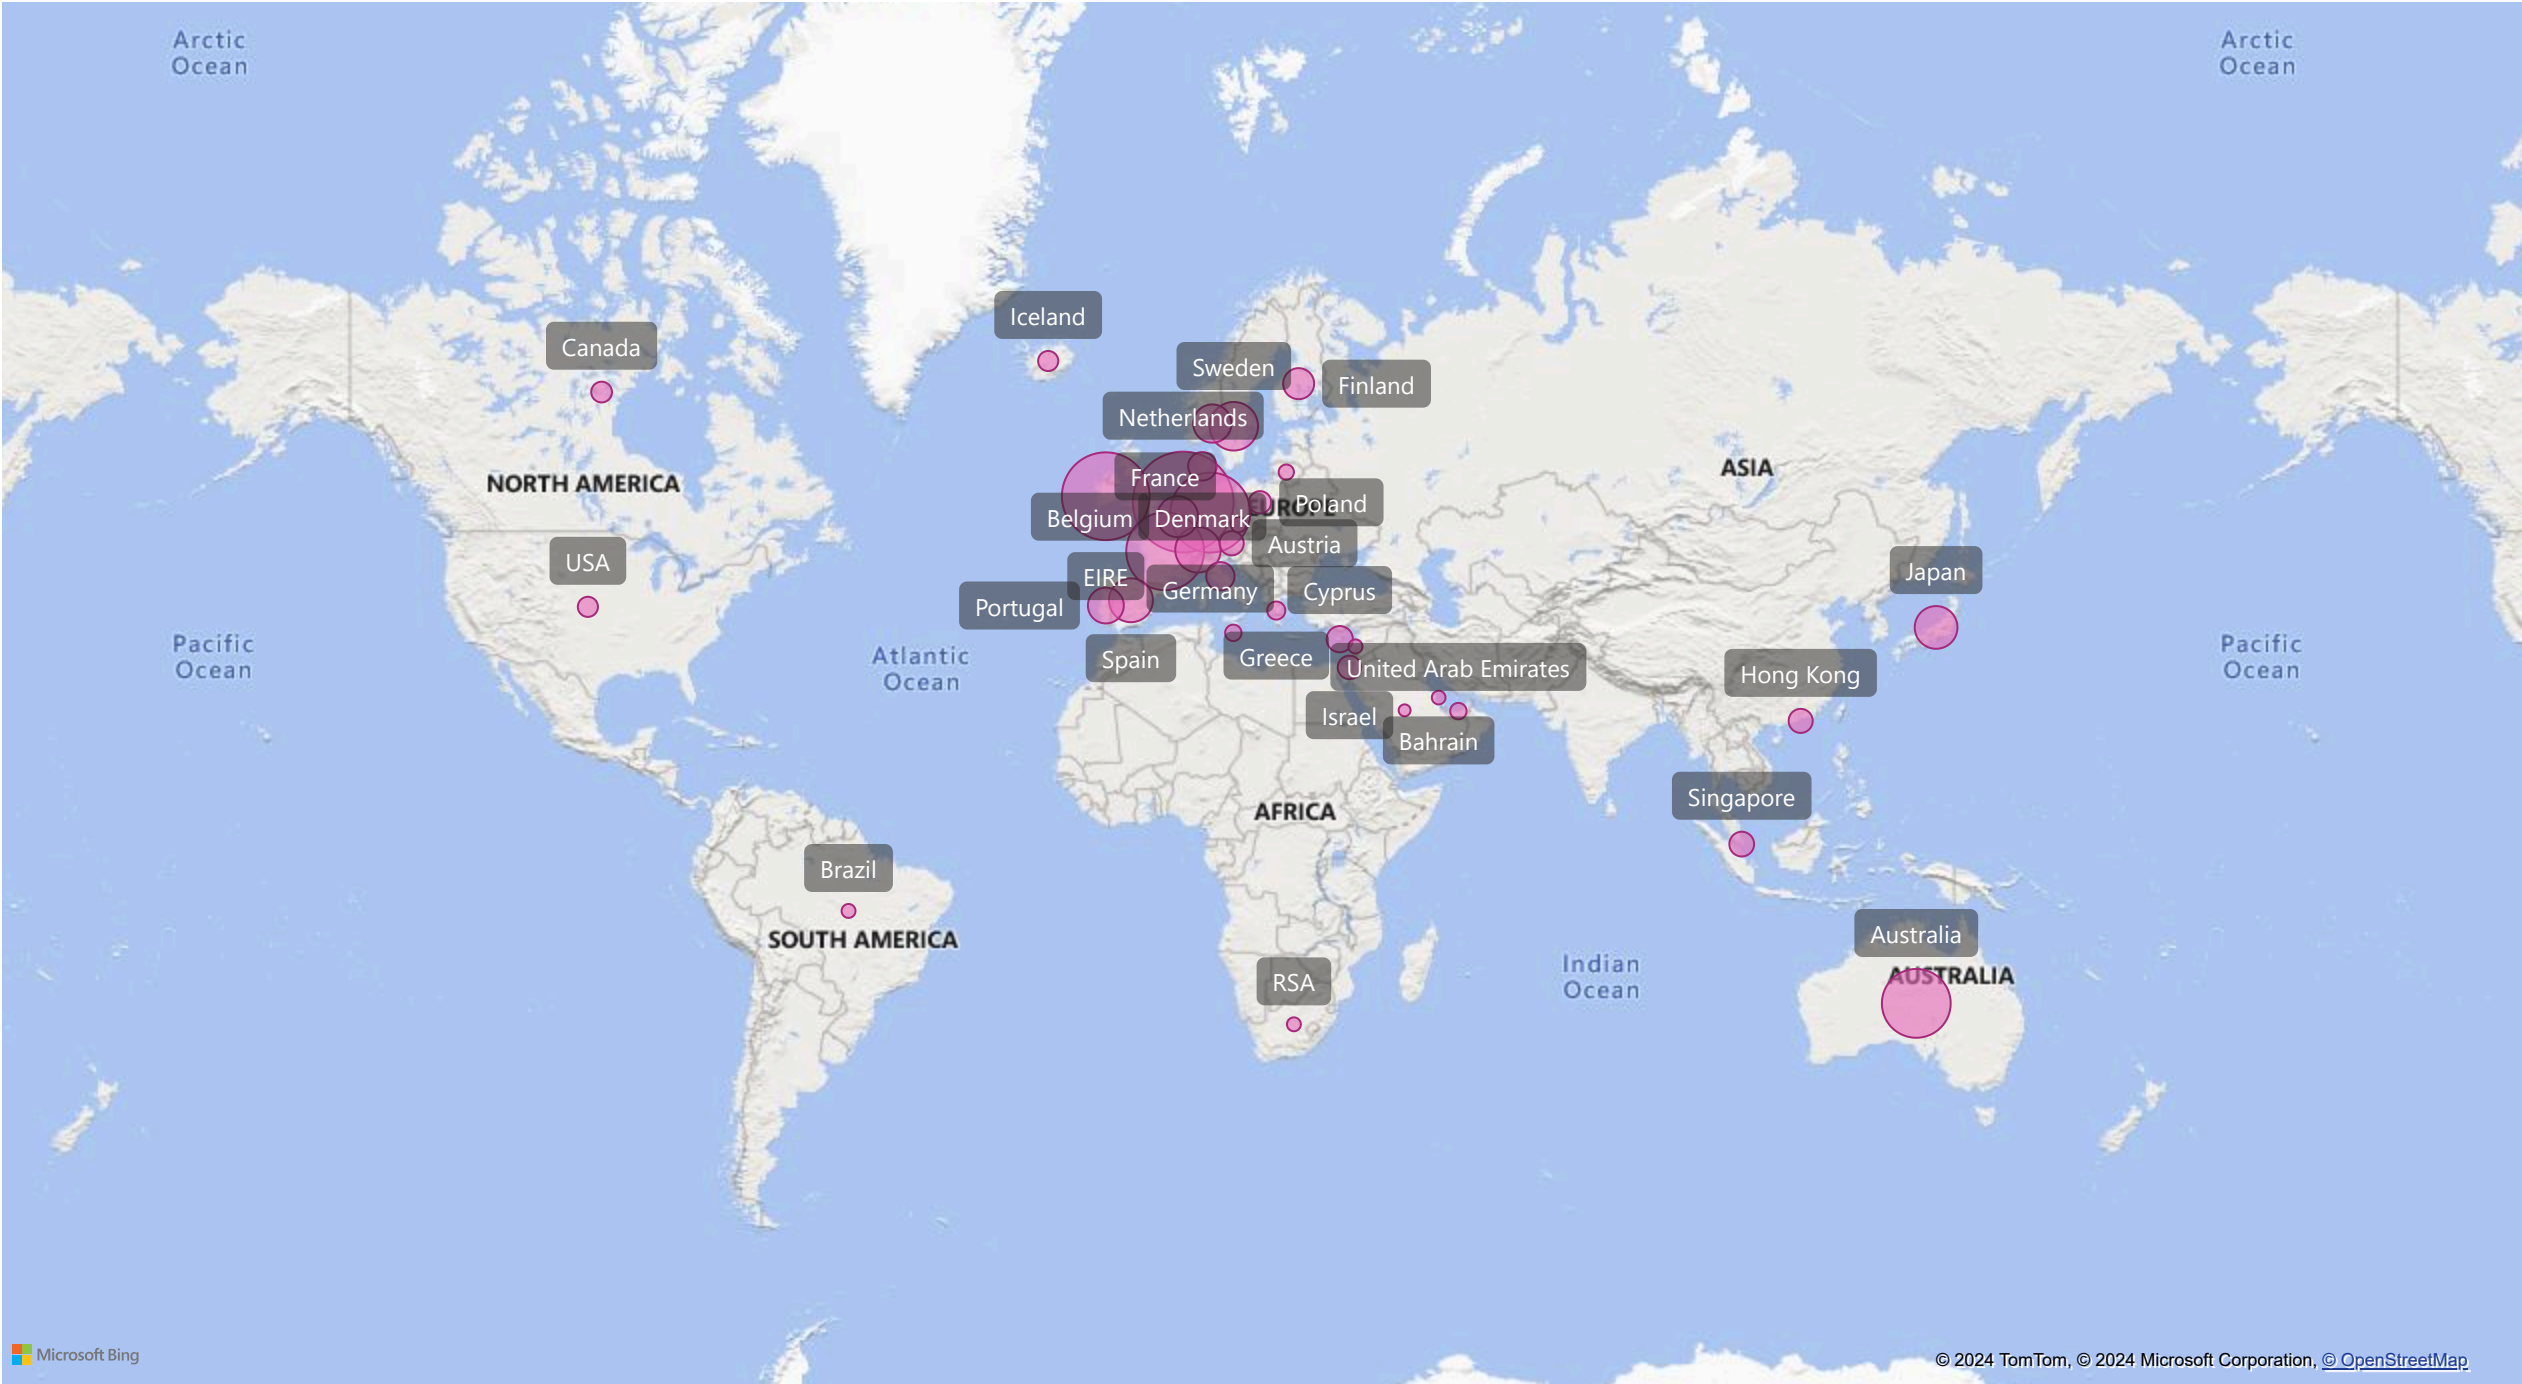 Arctic
Ocean
Arctic
Ocean
Iceland
Canada
Sweden
Finland
Netherlands
NORTH AMERICA
ASIA
France
Poland
EUROPE
Belgium
Denmark
Austria
USA
Japan
EIRE
Germany
Cyprus
Portugal
Pacific
Ocean
Atlantic
Ocean
Spain
Greece
United Arab Emirates
Hong Kong
Pacific
Ocean
Israel
Bahrain
Singapore
AFRICA
Brazil
SOUTH AMERICA
Australia
AUSTRALIA
RSA
Indian
Ocean
Microsoft Bing
© 2024 TomTom, © 2024 Microsoft Corporation, © OpenStreetMap